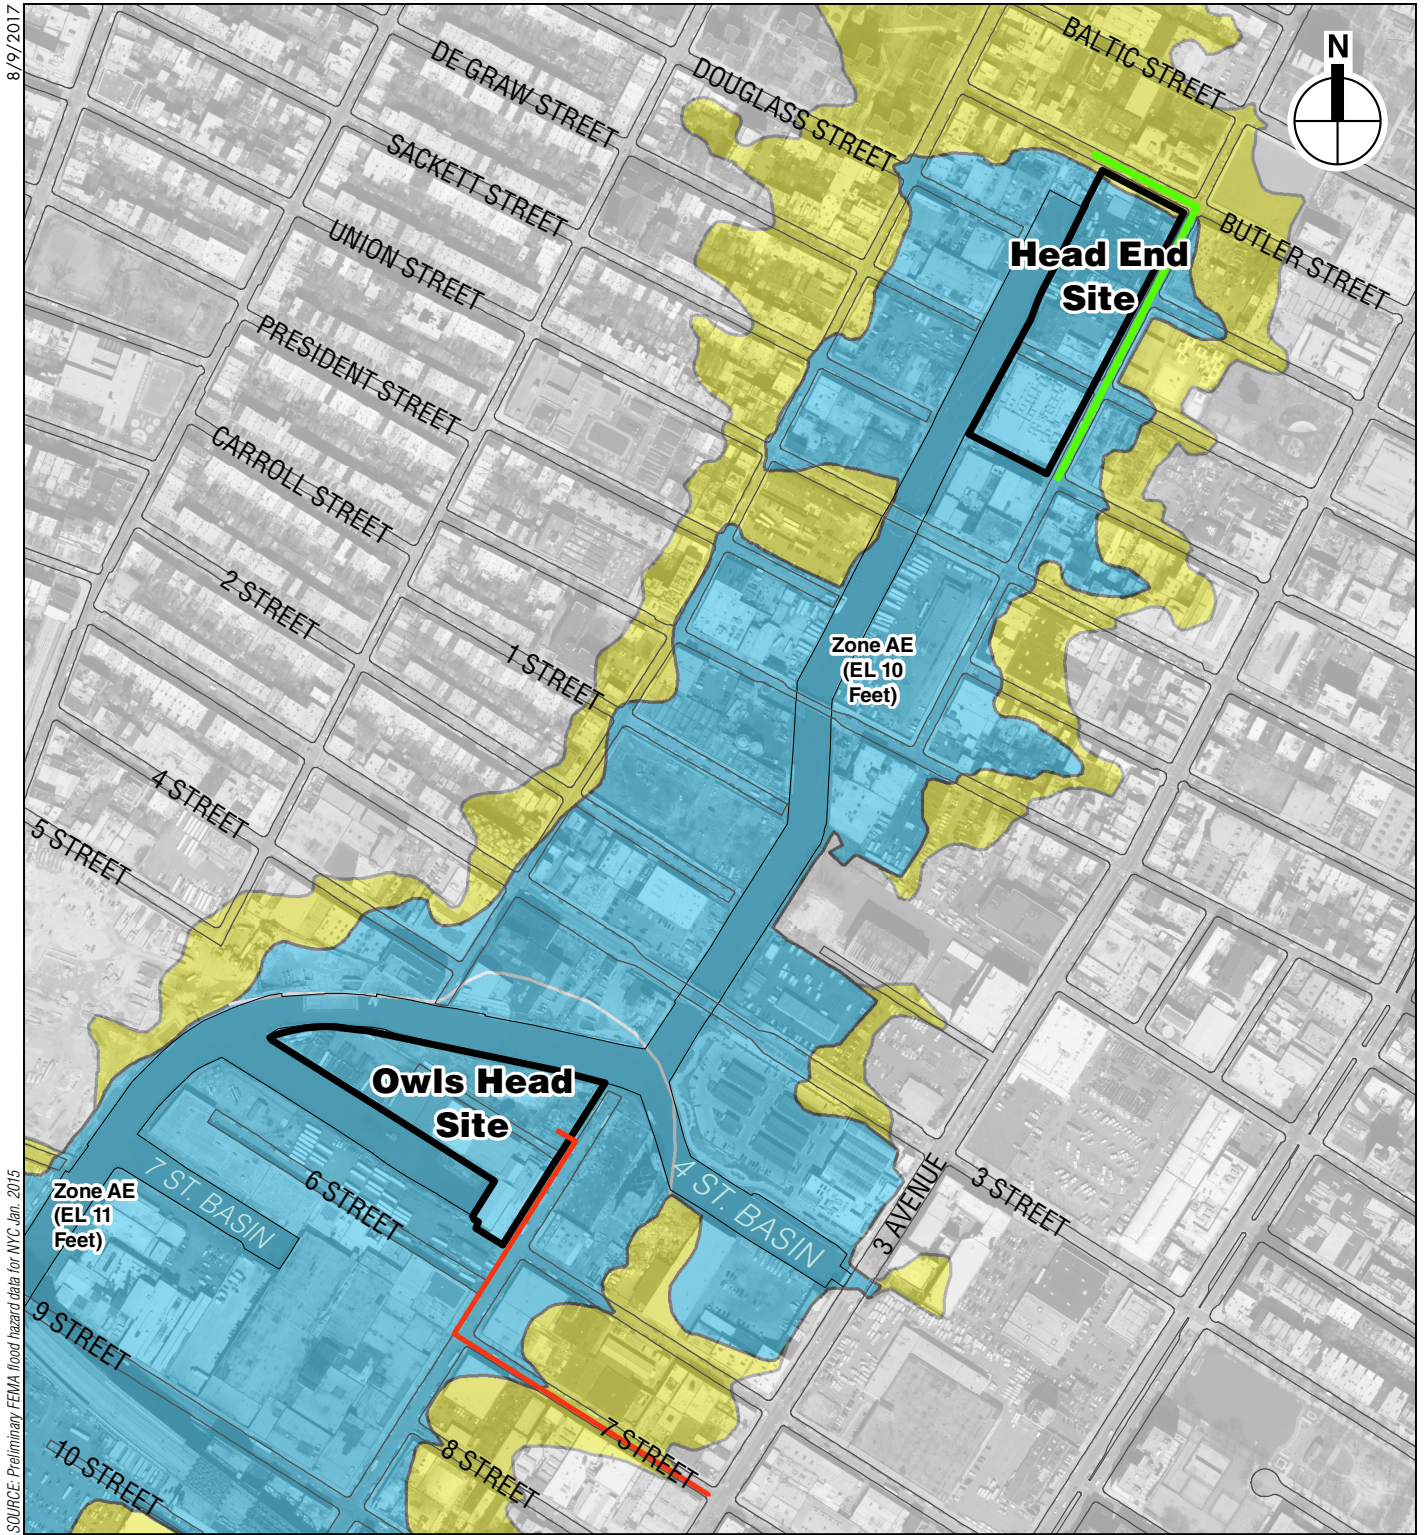 8/9/2017
N
BALTIC STREET
DE GRAW STREET
DOUGLASS STREET
SACKETT STREET
BUTLER STREET
UNION STREET
Head End
Site
PRESIDENT STREET
CARROLL STREET
2 STREET
1 STREET
Zone AE
(EL 10
Feet)
4 STREET
5 STREET
Owls Head
Site
4 ST. BASIN
3 AVENUE
3 STREET
7 ST. BASIN
6 STREET
Zone AE
(EL 11
Feet)
9 STREET
7 STREET
8 STREET
10 STREET
SOURCE: Preliminary FEMA flood hazard data for NYC Jan. 2015